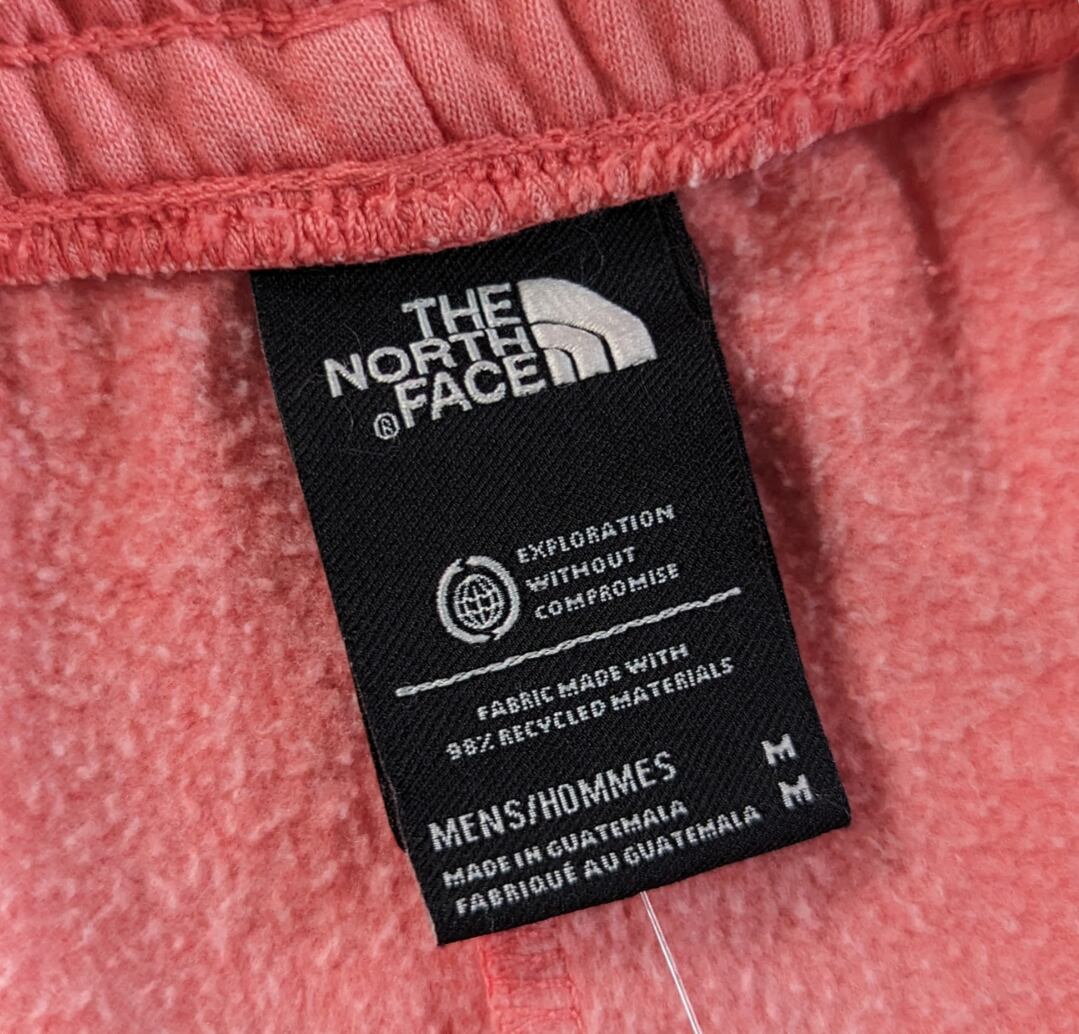 THE
NORTH
®FACE
EXPLORATION
WITHOUT
COMPROMISE
FABRIC MADE WITH
98% RECYCLED MATERIALS
MENS/HOMMES M
MADE IN GUATEMALA M
FABRIQUÉ AU GUATEMALA